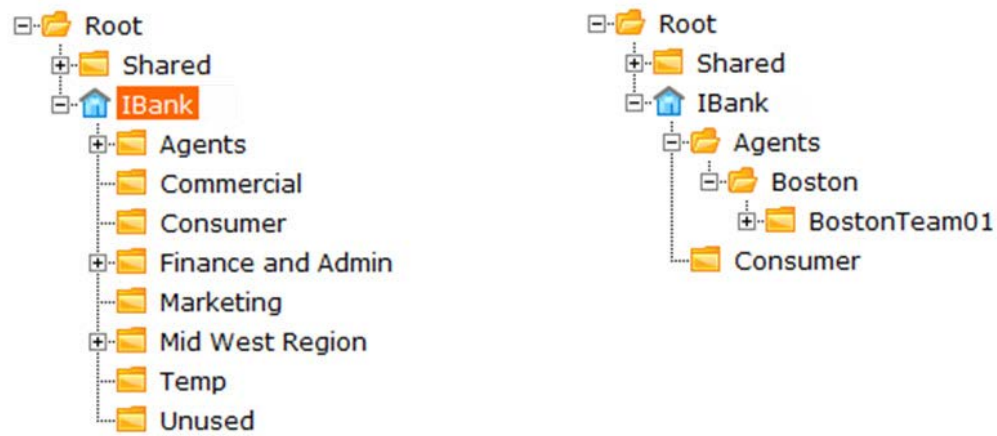 Root
Shared
IBank
Agents
Commercial
Consumer
Finance and Admin
Marketing
Mid West Region
Temp
Unused
Root
Shared
IBank
Agents
Boston
BostonTeam01
Consumer